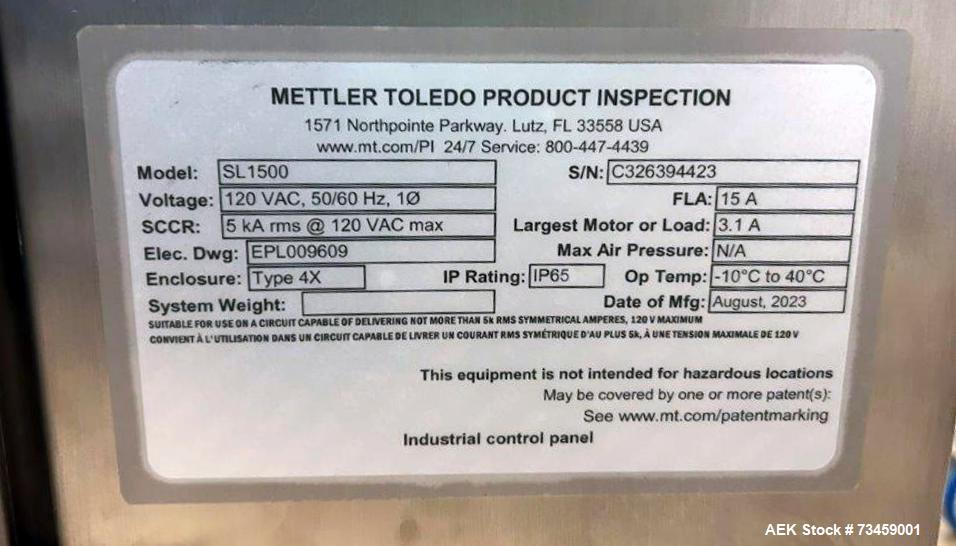 METTLER TOLEDO PRODUCT INSPECTION
1571 Northpointe Parkway. Lutz, FL 33558 USA
www.mt.com/PI 24/7 Service: 800-447-4439
Model: SL1500 S/N: C326394423
Voltage: 120 VAC, 50/60 Hz, 1Ø FLA: 15 A
SCCR: 5 kA rms @ 120 VAC max Largest Motor or Load: 3.1 A
Elec. Dwg: EPL009609 Max Air Pressure: N/A
Enclosure: Type 4X IP Rating: IP65 Op Temp: -10°C to 40°C
System Weight: Date of Mfg: August, 2023
SUITABLE FOR USE ON A CIRCUIT CAPABLE OF DELIVERING NOT MORE THAN 5k RMS SYMMETRICAL AMPERES, 120 V MAXIMUM
CONVIENT À L'UTILISATION DANS UN CIRCUIT CAPABLE DE LIVRER UN COURANT RMS SYMÉTRIQUE D'AU PLUS 5k, À UNE TENSION MAXIMALE DE 120 V
This equipment is not intended for hazardous locations
May be covered by one or more patent(s):
See www.mt.com/patentmarking
Industrial control panel
AEK Stock # 73459001